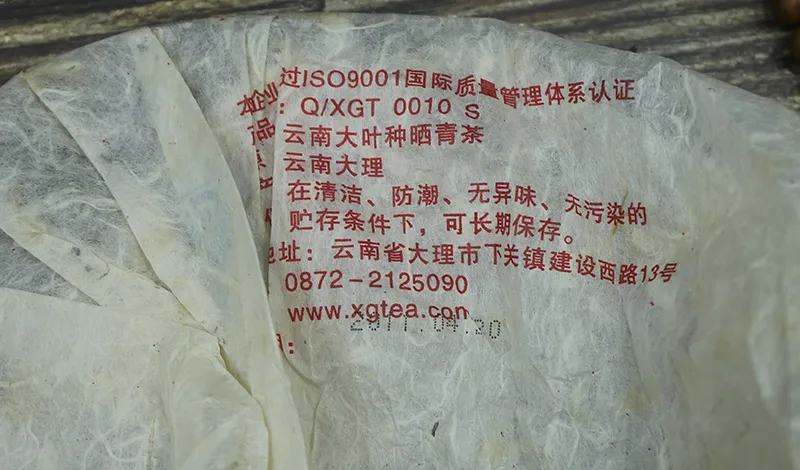 本企业 过ISO9001国际质量管理体系认证
品 : Q/XGT 0010 S
云南大叶种晒青茶
云南大理
在清洁、防潮、无异味、无污染的
贮存条件下，可长期保存。
地址: 云南省大理市下关镇建设西路13号
0872-2125090
www.xgtea.con
2011.04.20
期: